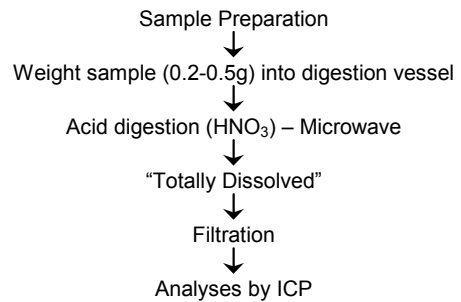 Sample Preparation
Weight sample (0.2-0.5g) into digestion vessel
Acid digestion (HNO₃) – Microwave
“Totally Dissolved”
Filtration
Analyses by ICP